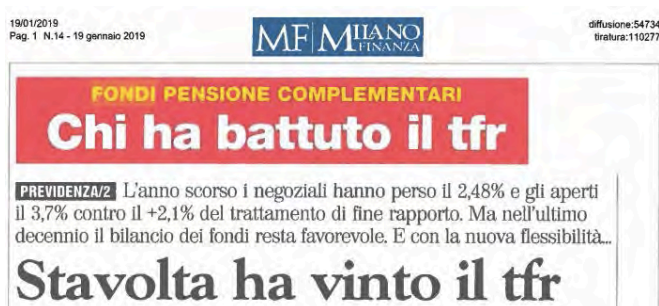 19/01/2019
Pag. 1 N.14 - 19 gennaio 2019
MF MILANO
FINANZA
diffusione:54734
tiratura:110277
FONDI PENSIONE COMPLEMENTARI
Chi ha battuto il tfr
PREVIDENZA/2 L'anno scorso i negoziali hanno perso il 2,48% e gli aperti
il 3,7% contro il +2,1% del trattamento di fine rapporto. Ma nell'ultimo
decennio il bilancio dei fondi resta favorevole. E con la nuova flessibilità...
Stavolta ha vinto il tfr